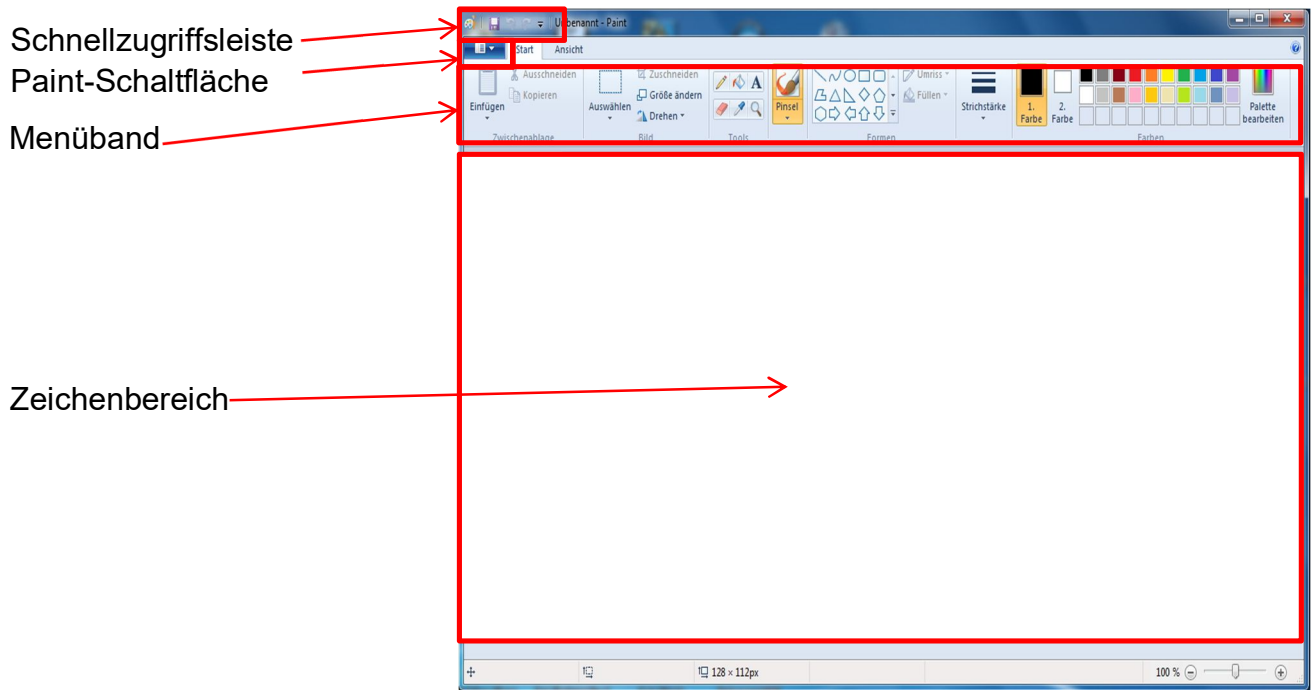 Unbenannt - Paint
Schnellzugriffsleiste
Start Ansicht
Paint-Schaltfläche
Ausschneiden
Kopieren
Einfügen
Zwischenablage
Zuschneiden
Größe ändern
Drehen
Auswählen
Bild
A
Tools
Pinsel
Umriss
Füllen
Formen
Strichstärke
1.
Farbe
2.
Farbe
Palette
bearbeiten
Farben
Menüband
Zeichenbereich
128 × 112px
100 %